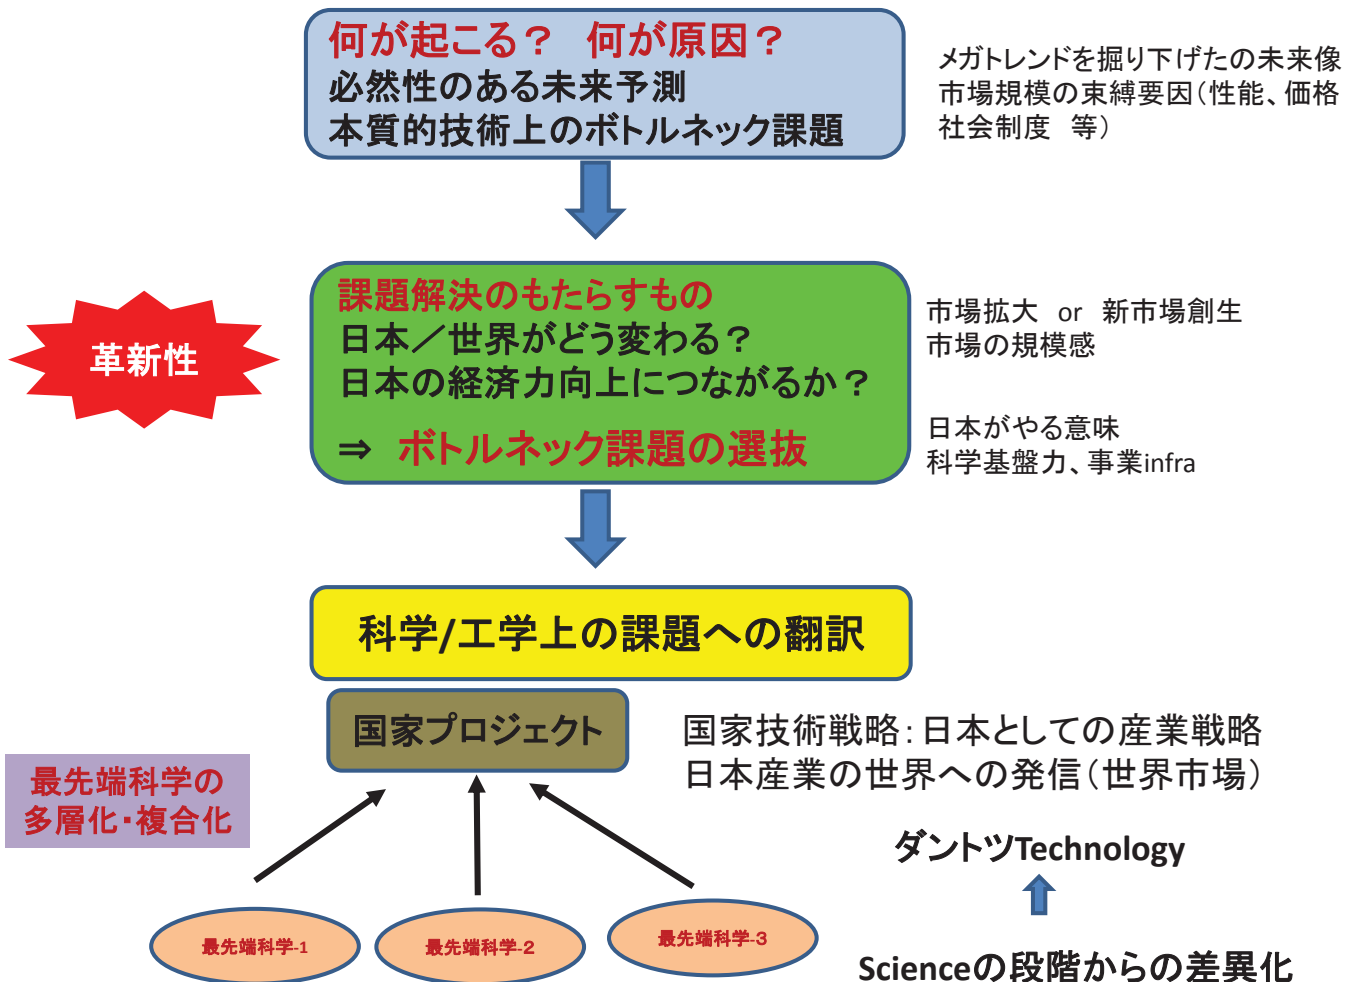 何が起こる？　何が原因？
必然性のある未来予測
本質的技術上のボトルネック課題
メガトレンドを掘り下げたの未来像
市場規模の束縛要因（性能、価格
社会制度　等）
革新性
課題解決のもたらすもの
日本／世界がどう変わる？
日本の経済力向上につながるか？
⇒　ボトルネック課題の選抜
市場拡大　or　新市場創生
市場の規模感
日本がやる意味
科学基盤力、事業infra
科学/工学上の課題への翻訳
国家プロジェクト
国家技術戦略：日本としての産業戦略
日本産業の世界への発信（世界市場）
最先端科学の
多層化・複合化
ダントツTechnology
最先端科学-1
最先端科学-2
最先端科学-3
Scienceの段階からの差異化